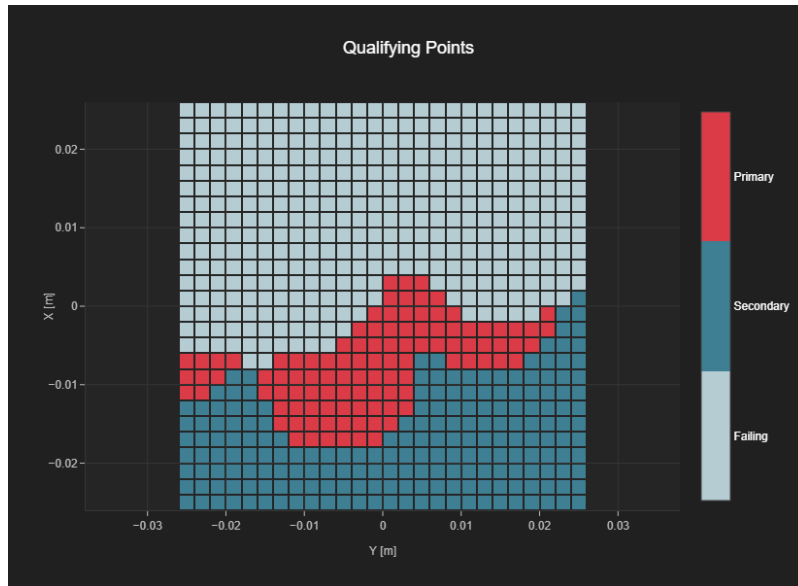 Qualifying Points
0.02
0.01
0
−0.01
−0.02
X [m]
−0.03
−0.02
−0.01
0
0.01
0.02
0.03
Y [m]
Primary
Secondary
Failing